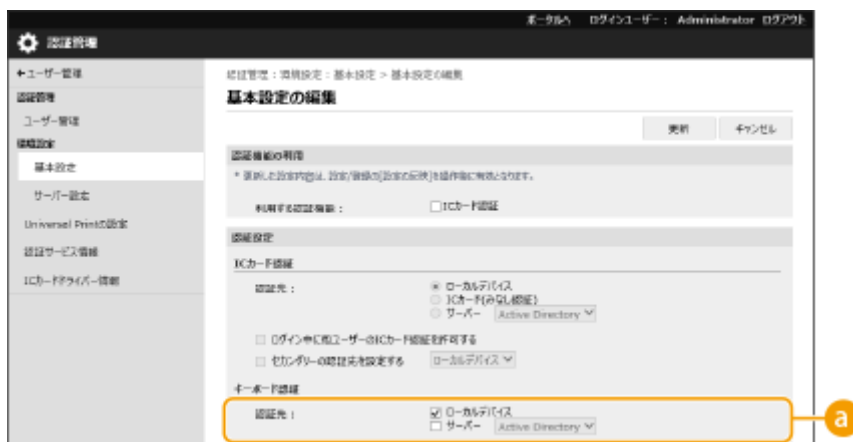 ポータルへ ログインユーザー： Administrator ログアウト
認証管理
ユーザー管理
認証管理：環境設定：基本設定 > 基本設定の編集
基本設定の編集
認証管理
ユーザー管理
環境設定
基本設定
サーバー設定
Universal Printの設定
認証サービス情報
ICカードドライバー情報
更新 キャンセル
認証機能の利用
* 更新した設定内容は、設定/登録の[設定の反映]を操作後に有効となります。
利用する認証機能： ICカード認証
認証設定
ICカード認証
認証先： ローカルデバイス
ICカード(みなし認証)
サーバー Active Directory
ログイン中に他ユーザーのICカード認証を許可する
セカンダリーの認証先を設定する ローカルデバイス
キーボード認証
認証先： ローカルデバイス
サーバー Active Directory
a